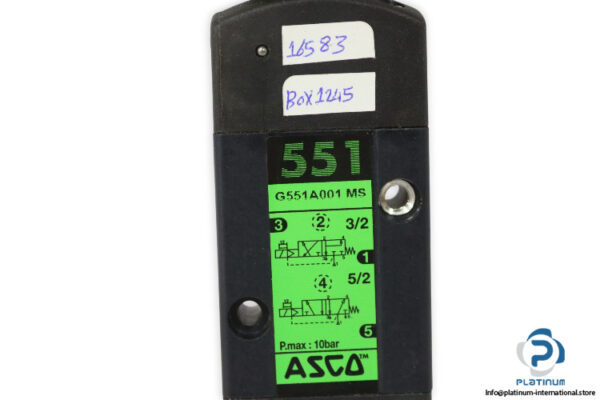 16583
Box1245
551
G551A001 MS
3 2 3/2
1
4 5/2
5
P.max : 10bar
ASCO™
PLATINUM
Info@platinum-international.store